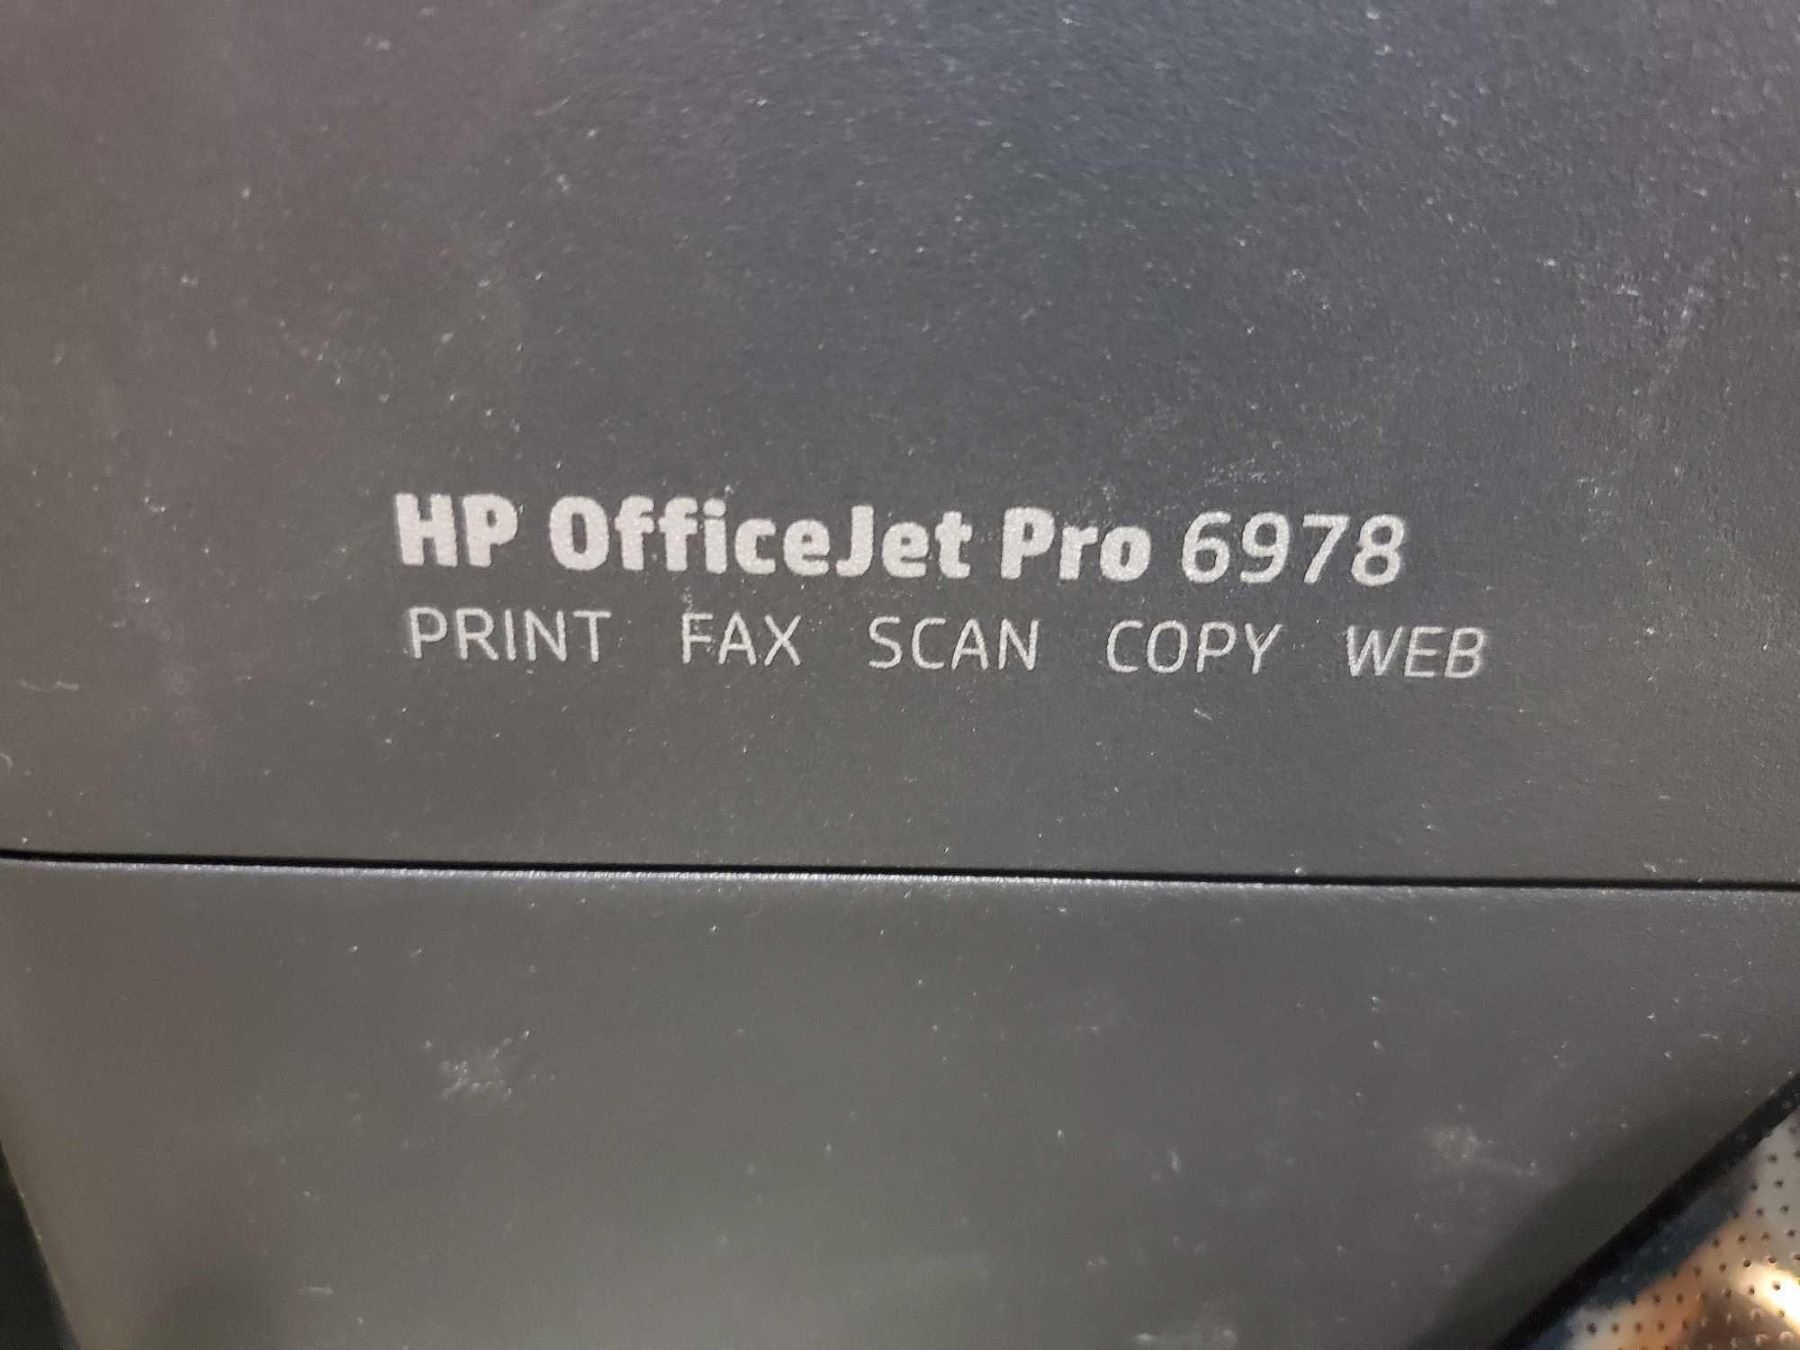 HP OfficeJet Pro 6978
PRINT FAX SCAN COPY WEB